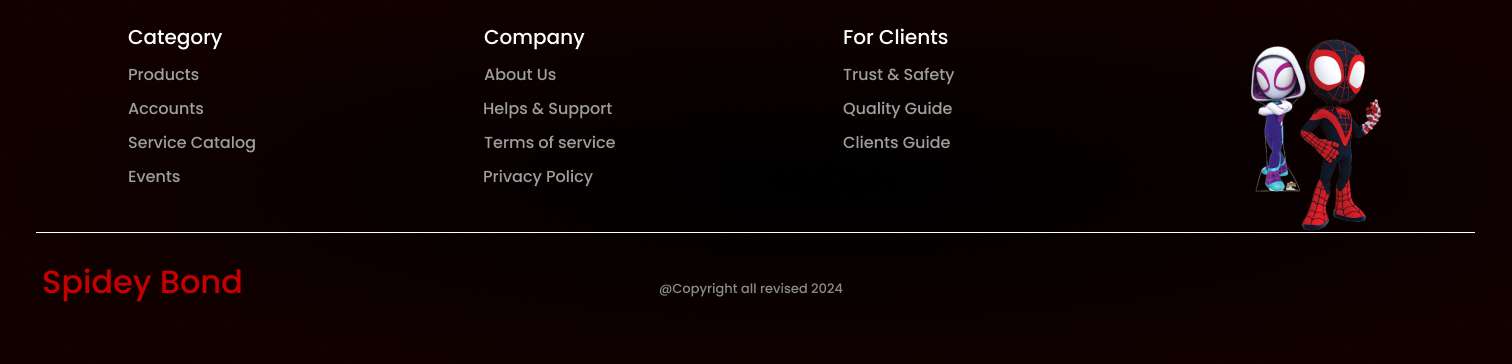 Category
Products
Accounts
Service Catalog
Events
Company
About Us
Helps & Support
Terms of service
Privacy Policy
For Clients
Trust & Safety
Quality Guide
Clients Guide
Spidey Bond
@Copyright all revised 2024